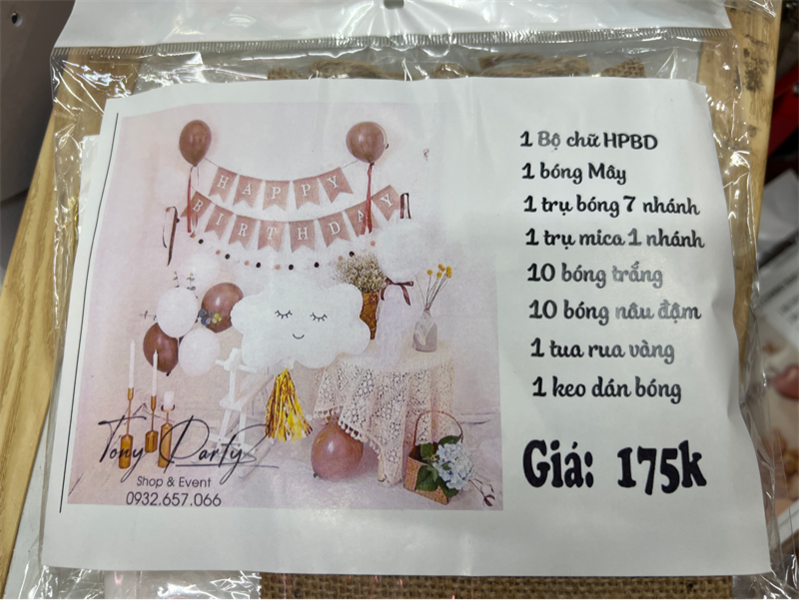 HAPPY
BIRTHDAY
Tony Party
Shop & Event
0932.657.066
1 Bộ chữ HPBD
1 bóng Mây
1 trụ bóng 7 nhánh
1 trụ mica 1 nhánh
10 bóng trắng
10 bóng nâu đậm
1 tua rua vàng
1 keo dán bóng
Giá: 175k